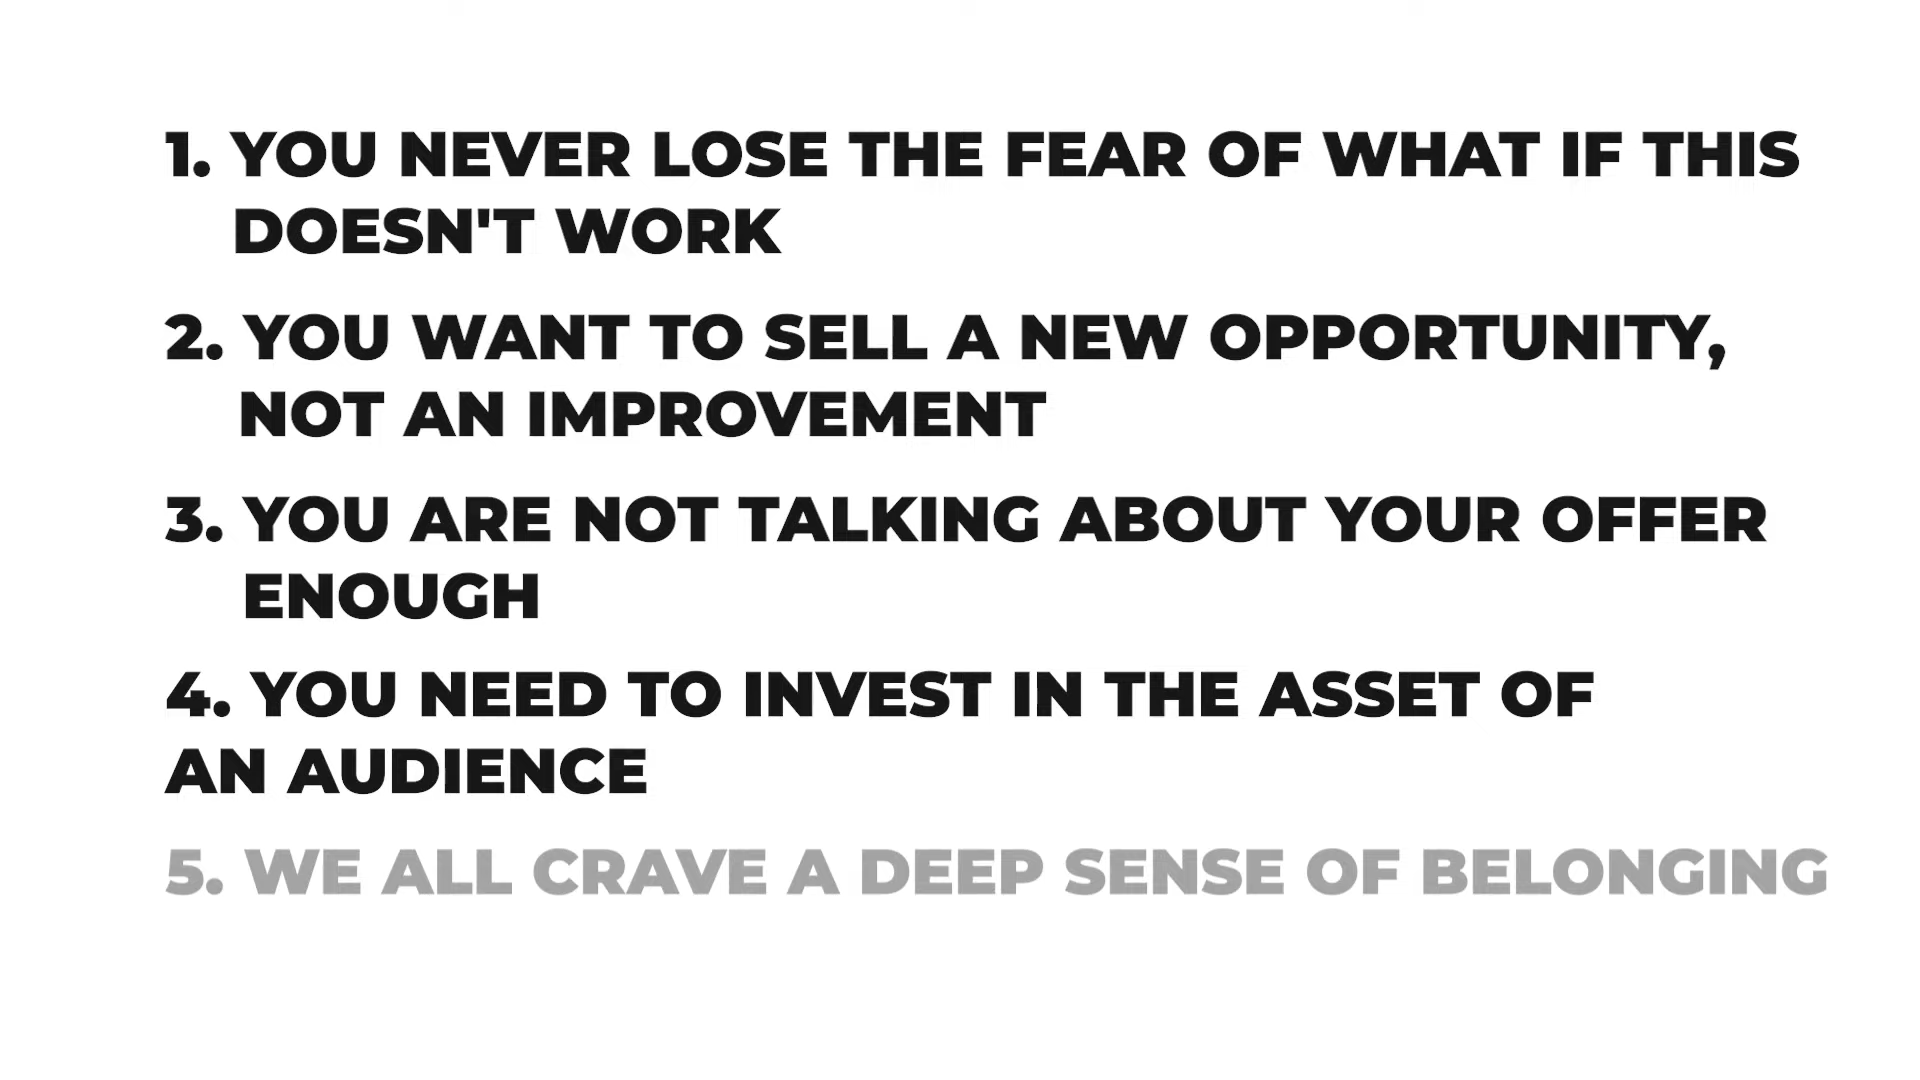 1. YOU NEVER LOSE THE FEAR OF WHAT IF THIS
DOESN'T WORK
2. YOU WANT TO SELL A NEW OPPORTUNITY,
NOT AN IMPROVEMENT
3. YOU ARE NOT TALKING ABOUT YOUR OFFER
ENOUGH
4. YOU NEED TO INVEST IN THE ASSET OF
AN AUDIENCE
5. WE ALL CRAVE A DEEP SENSE OF BELONGING